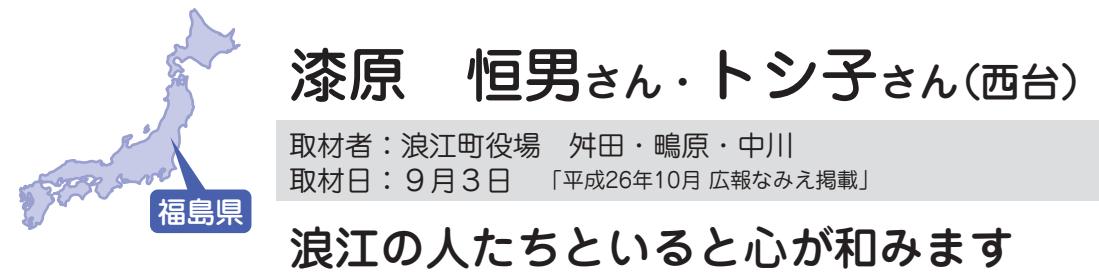 漆原　恒男さん・トシ子さん（西台）
取材者：浪江町役場　舛田・鴫原・中川
取材日：９月３日　「平成26年10月 広報なみえ掲載」
福島県
浪江の人たちといると心が和みます